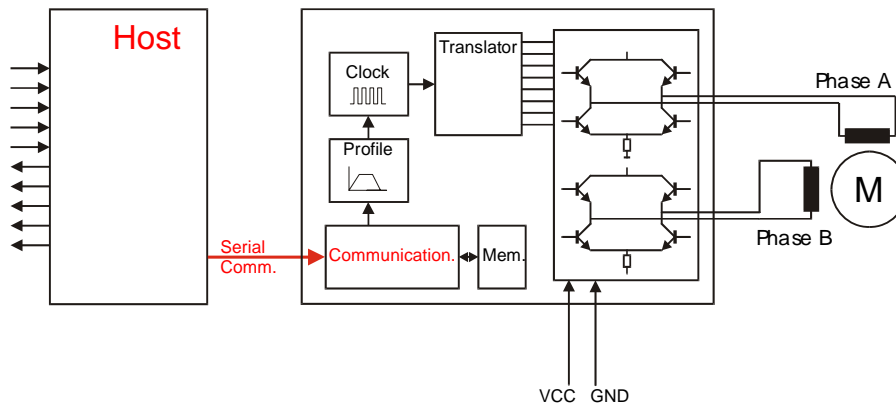 Host
Translator
Clock
Phase A
Profile
M
Phase B
Serial
Comm.
Communication.
Mem.
VCC
GND